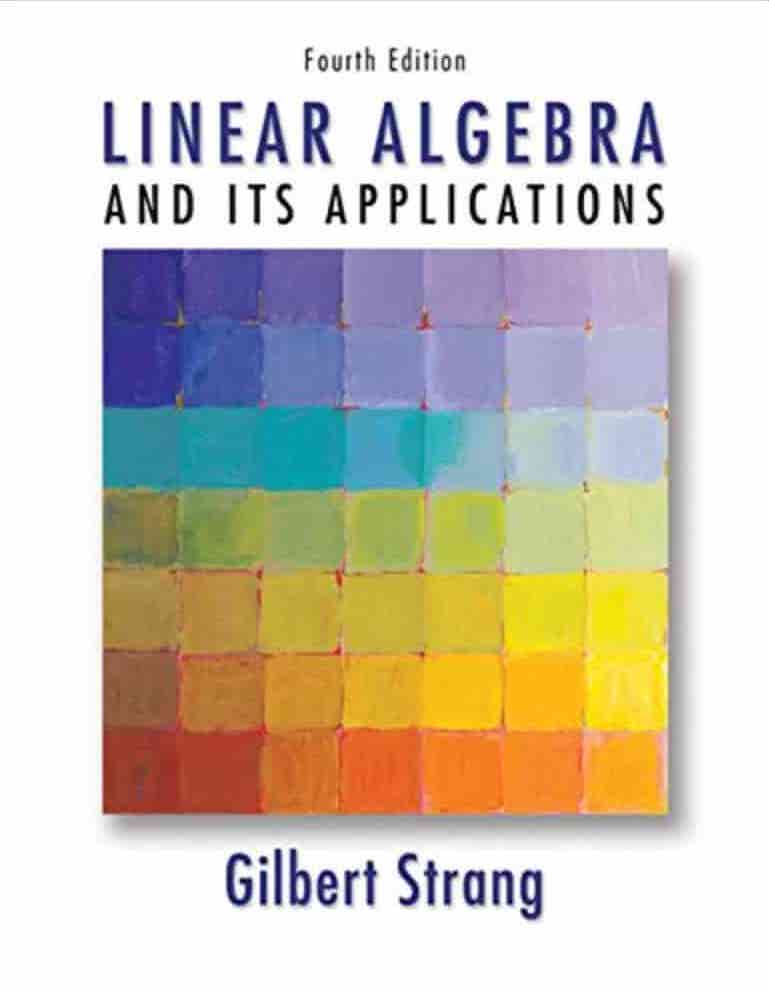 Fourth Edition
LINEAR ALGEBRA
AND ITS APPLICATIONS
Gilbert Strang